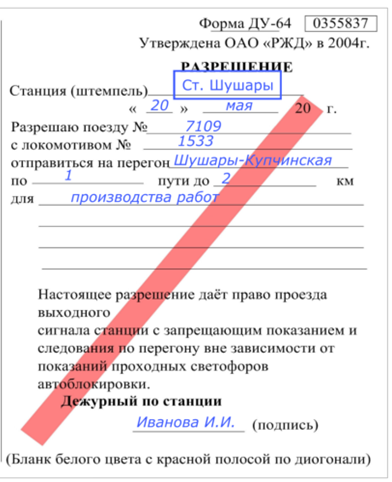 Форма ДУ-64 0355837
Утверждена ОАО «РЖД» в 2004г.
РАЗРЕШЕНИЕ
Станция (штемпель) Ст. Шушары
« 20 » мая 20 г.
Разрешаю поезду № 7109
с локомотивом № 1533
отправиться на перегон Шушары-Купчинская
по 1 пути до 2 км
для производства работ
Настоящее разрешение даёт право проезда
выходного
сигнала станции с запрещающим показанием и
следования по перегону вне зависимости от
показаний проходных светофоров
автоблокировки.
Дежурный по станции
Иванова И.И. (подпись)
(Бланк белого цвета с красной полосой по диогонали)